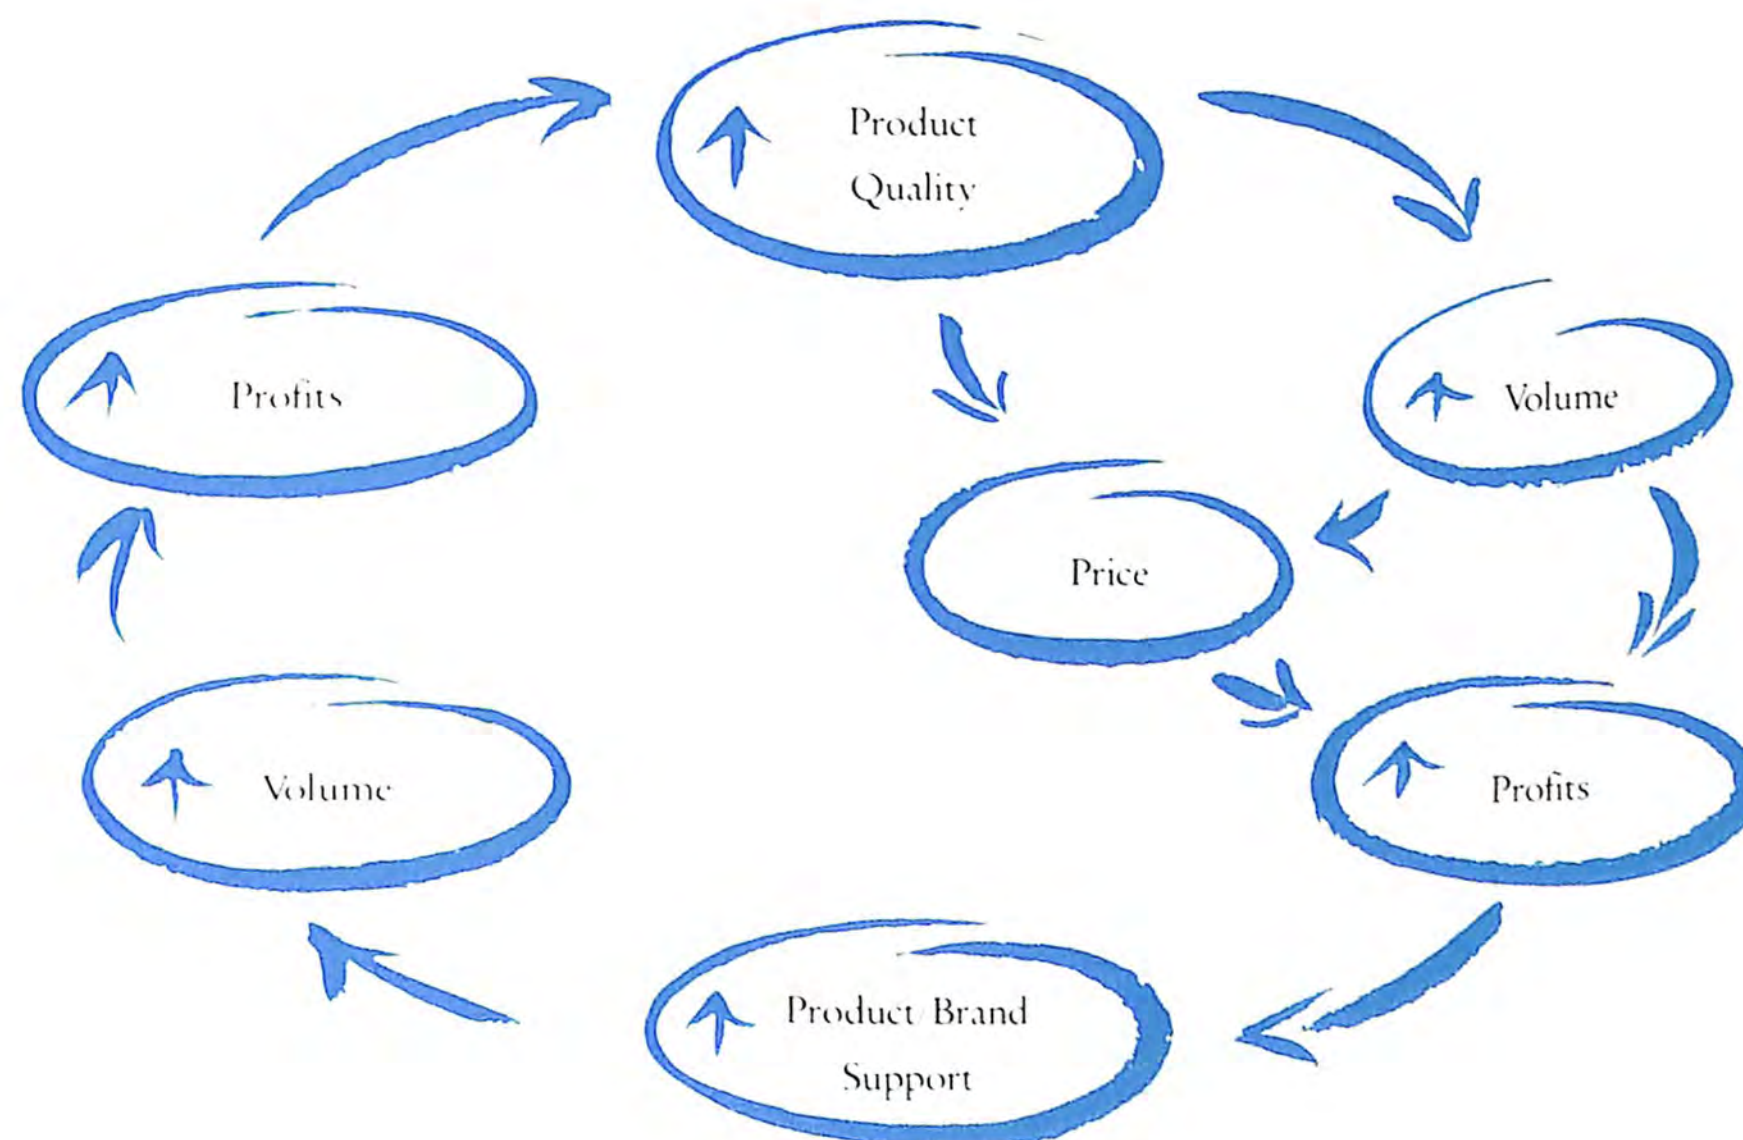 Product
Quality
Profits
Volume
Price
Volume
Profits
Product/Brand
Support